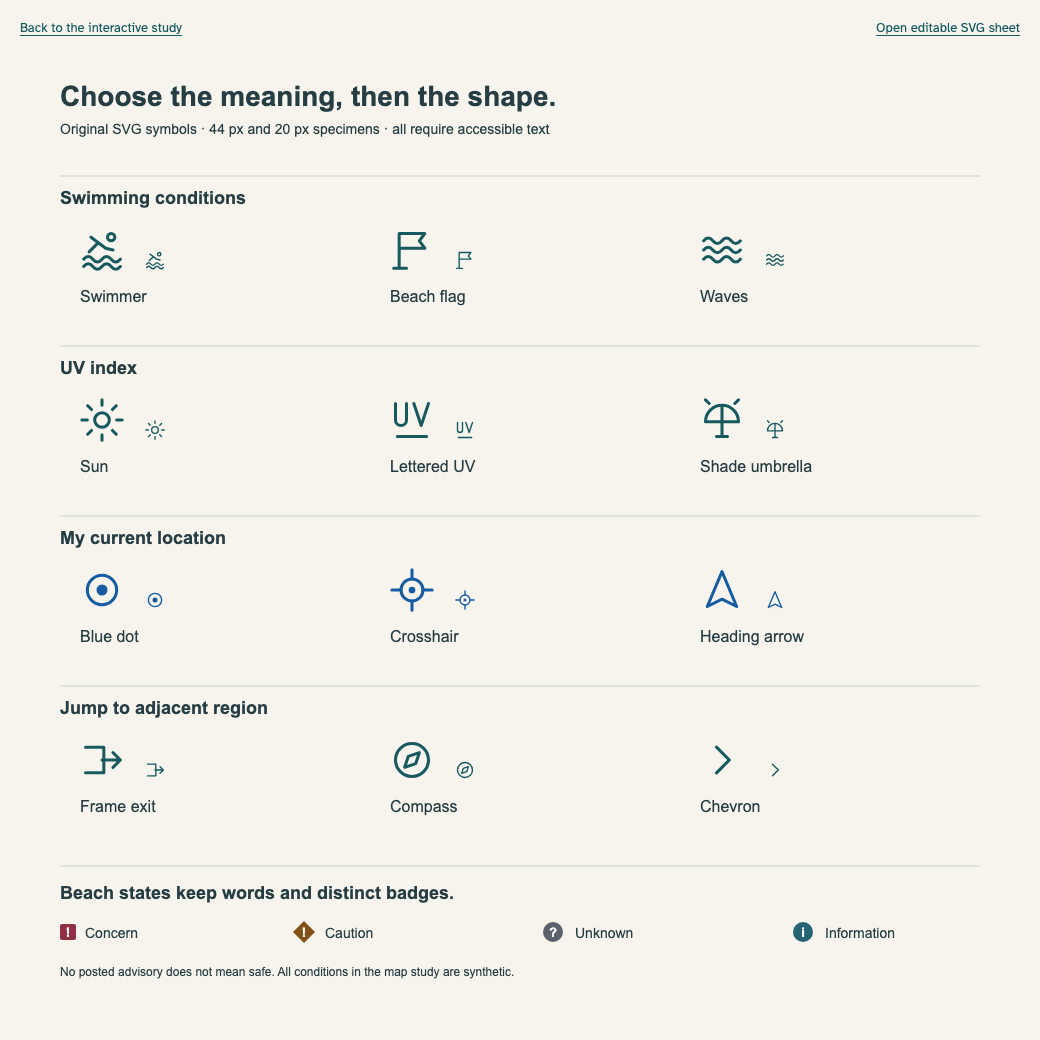 Back to the interactive study
Open editable SVG sheet
Choose the meaning, then the shape.
Original SVG symbols · 44 px and 20 px specimens · all require accessible text
Swimming conditions
Swimmer
Beach flag
Waves
UV index
UV
UV
Sun
Lettered UV
Shade umbrella
My current location
Blue dot
Crosshair
Heading arrow
Jump to adjacent region
Frame exit
Compass
Chevron
Beach states keep words and distinct badges.
! Concern
! Caution
? Unknown
i Information
No posted advisory does not mean safe. All conditions in the map study are synthetic.